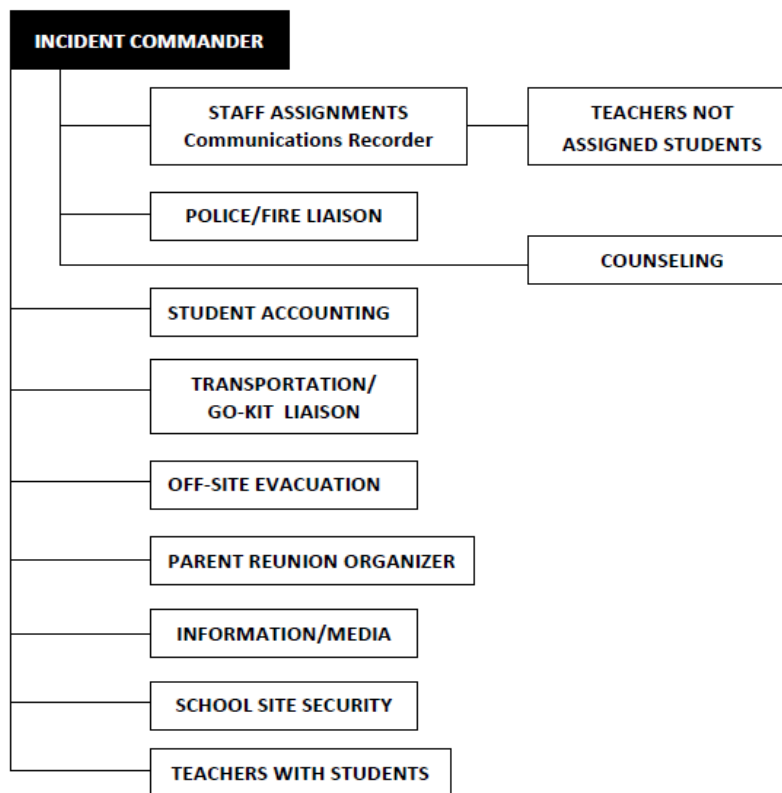 INCIDENT COMMANDER
STAFF ASSIGNMENTS
Communications Recorder
TEACHERS NOT
ASSIGNED STUDENTS
POLICE/FIRE LIAISON
COUNSELING
STUDENT ACCOUNTING
TRANSPORTATION/
GO-KIT LIAISON
OFF-SITE EVACUATION
PARENT REUNION ORGANIZER
INFORMATION/MEDIA
SCHOOL SITE SECURITY
TEACHERS WITH STUDENTS